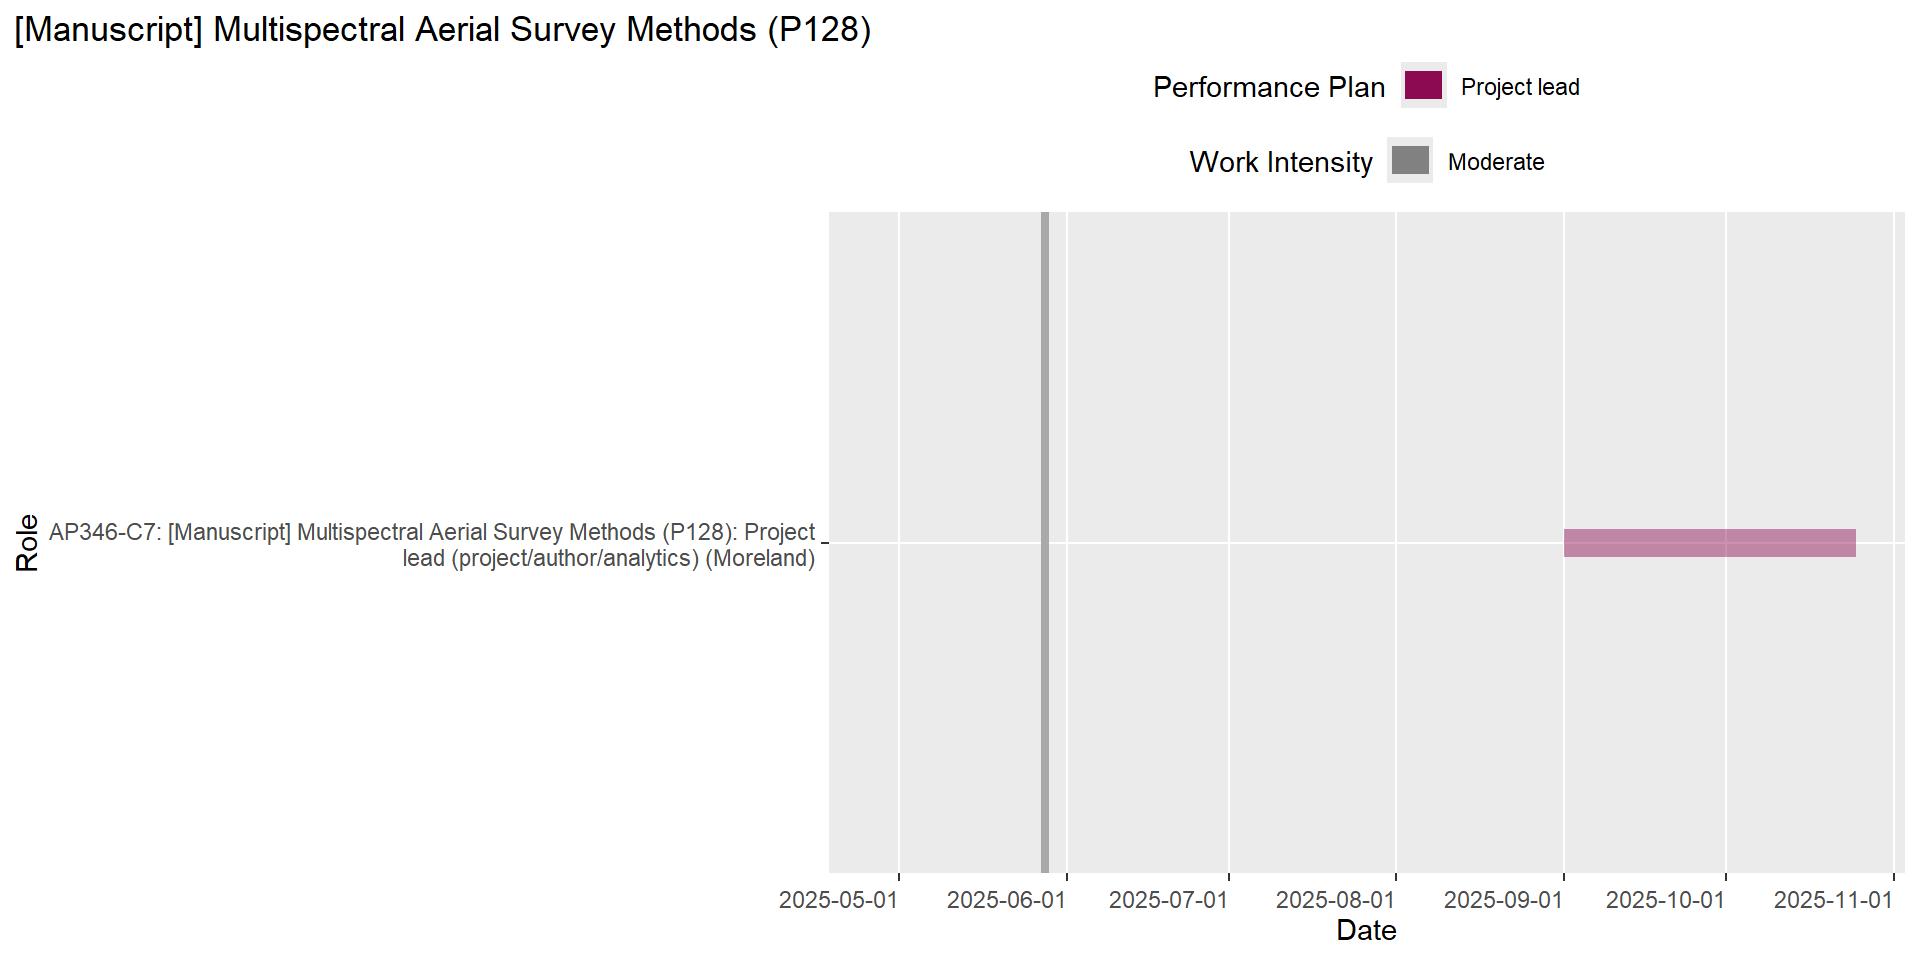 [Manuscript] Multispectral Aerial Survey Methods (P128)
Performance Plan
Project lead
Work Intensity
Moderate
Role
AP346-C7: [Manuscript] Multispectral Aerial Survey Methods (P128): Project
lead (project/author/analytics) (Moreland)
2025-05-01
2025-06-01
2025-07-01
2025-08-01
2025-09-01
2025-10-01
2025-11-01
Date